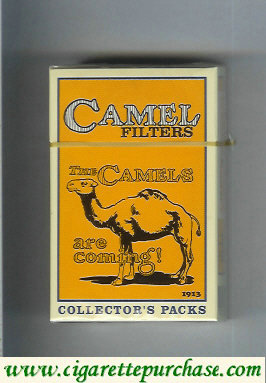 CAMEL
FILTERS
THE CAMELS
are
coming!
1913
COLLECTOR'S PACKS
www.cigarettepurchase.com